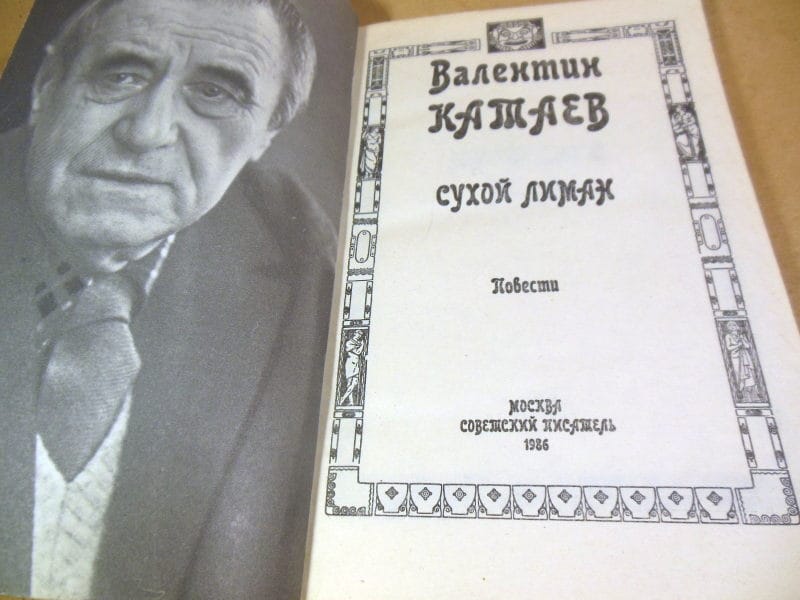 Валентин
КАТАЕВ
СУХОЙ ЛИМАН
Повести
МОСКВА
СОВЕТСКИЙ ПИСАТЕЛЬ
1986